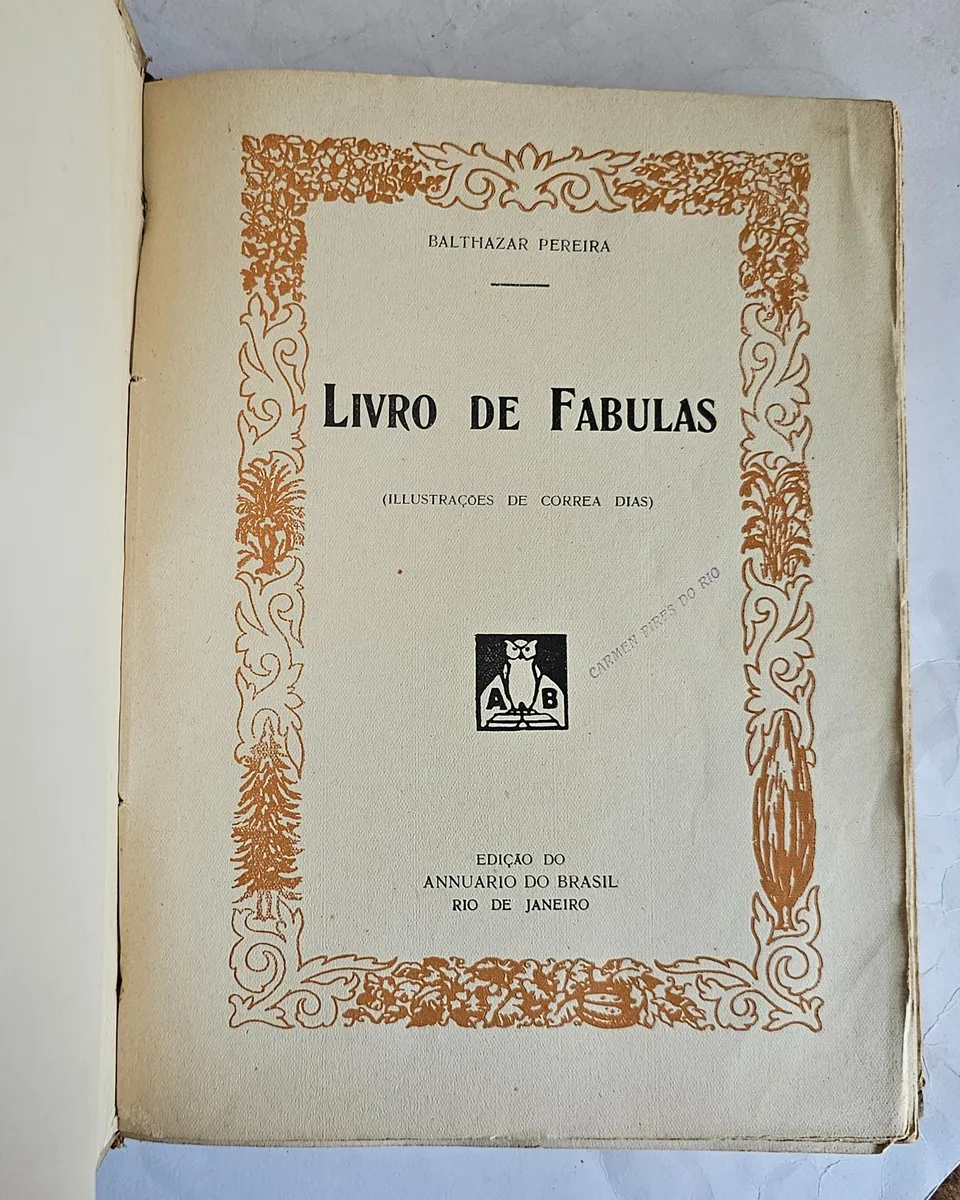 BALTHAZAR PEREIRA
LIVRO DE FABULAS
(ILLUSTRAÇÕES DE CORREA DIAS)
CARMEN PIRES DO RIO
A B
EDIÇÃO DO
ANNUARIO DO BRASIL
RIO DE JANEIRO